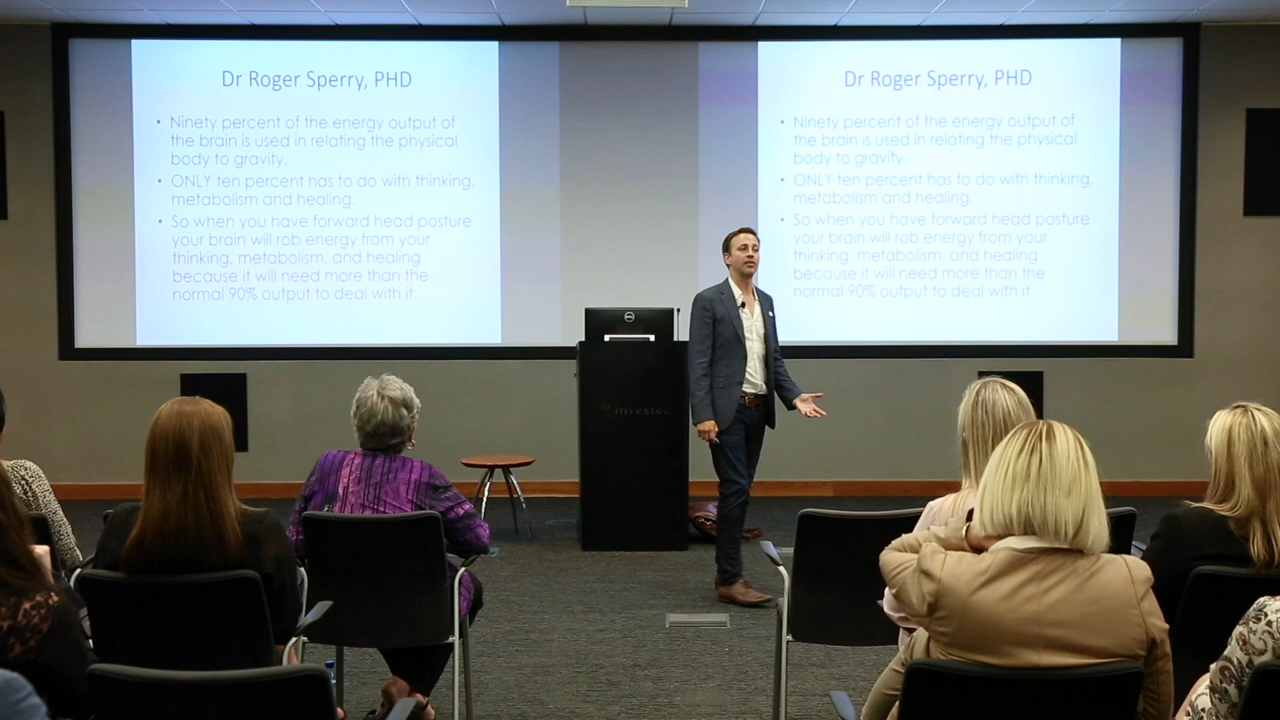 Dr Roger Sperry, PHD
• Ninety percent of the energy output of
the brain is used in relating the physical
body to gravity.
• ONLY ten percent has to do with thinking,
metabolism and healing.
• So when you have forward head posture
your brain will rob energy from your
thinking, metabolism, and healing
because it will need more than the
normal 90% output to deal with it.
Dr Roger Sperry, PHD
• Ninety percent of the energy output of
the brain is used in relating the physical
body to gravity.
• ONLY ten percent has to do with thinking,
metabolism and healing.
• So when you have forward head posture
your brain will rob energy from your
thinking, metabolism, and healing
because it will need more than the
normal 90% output to deal with it.
DELL
Investec